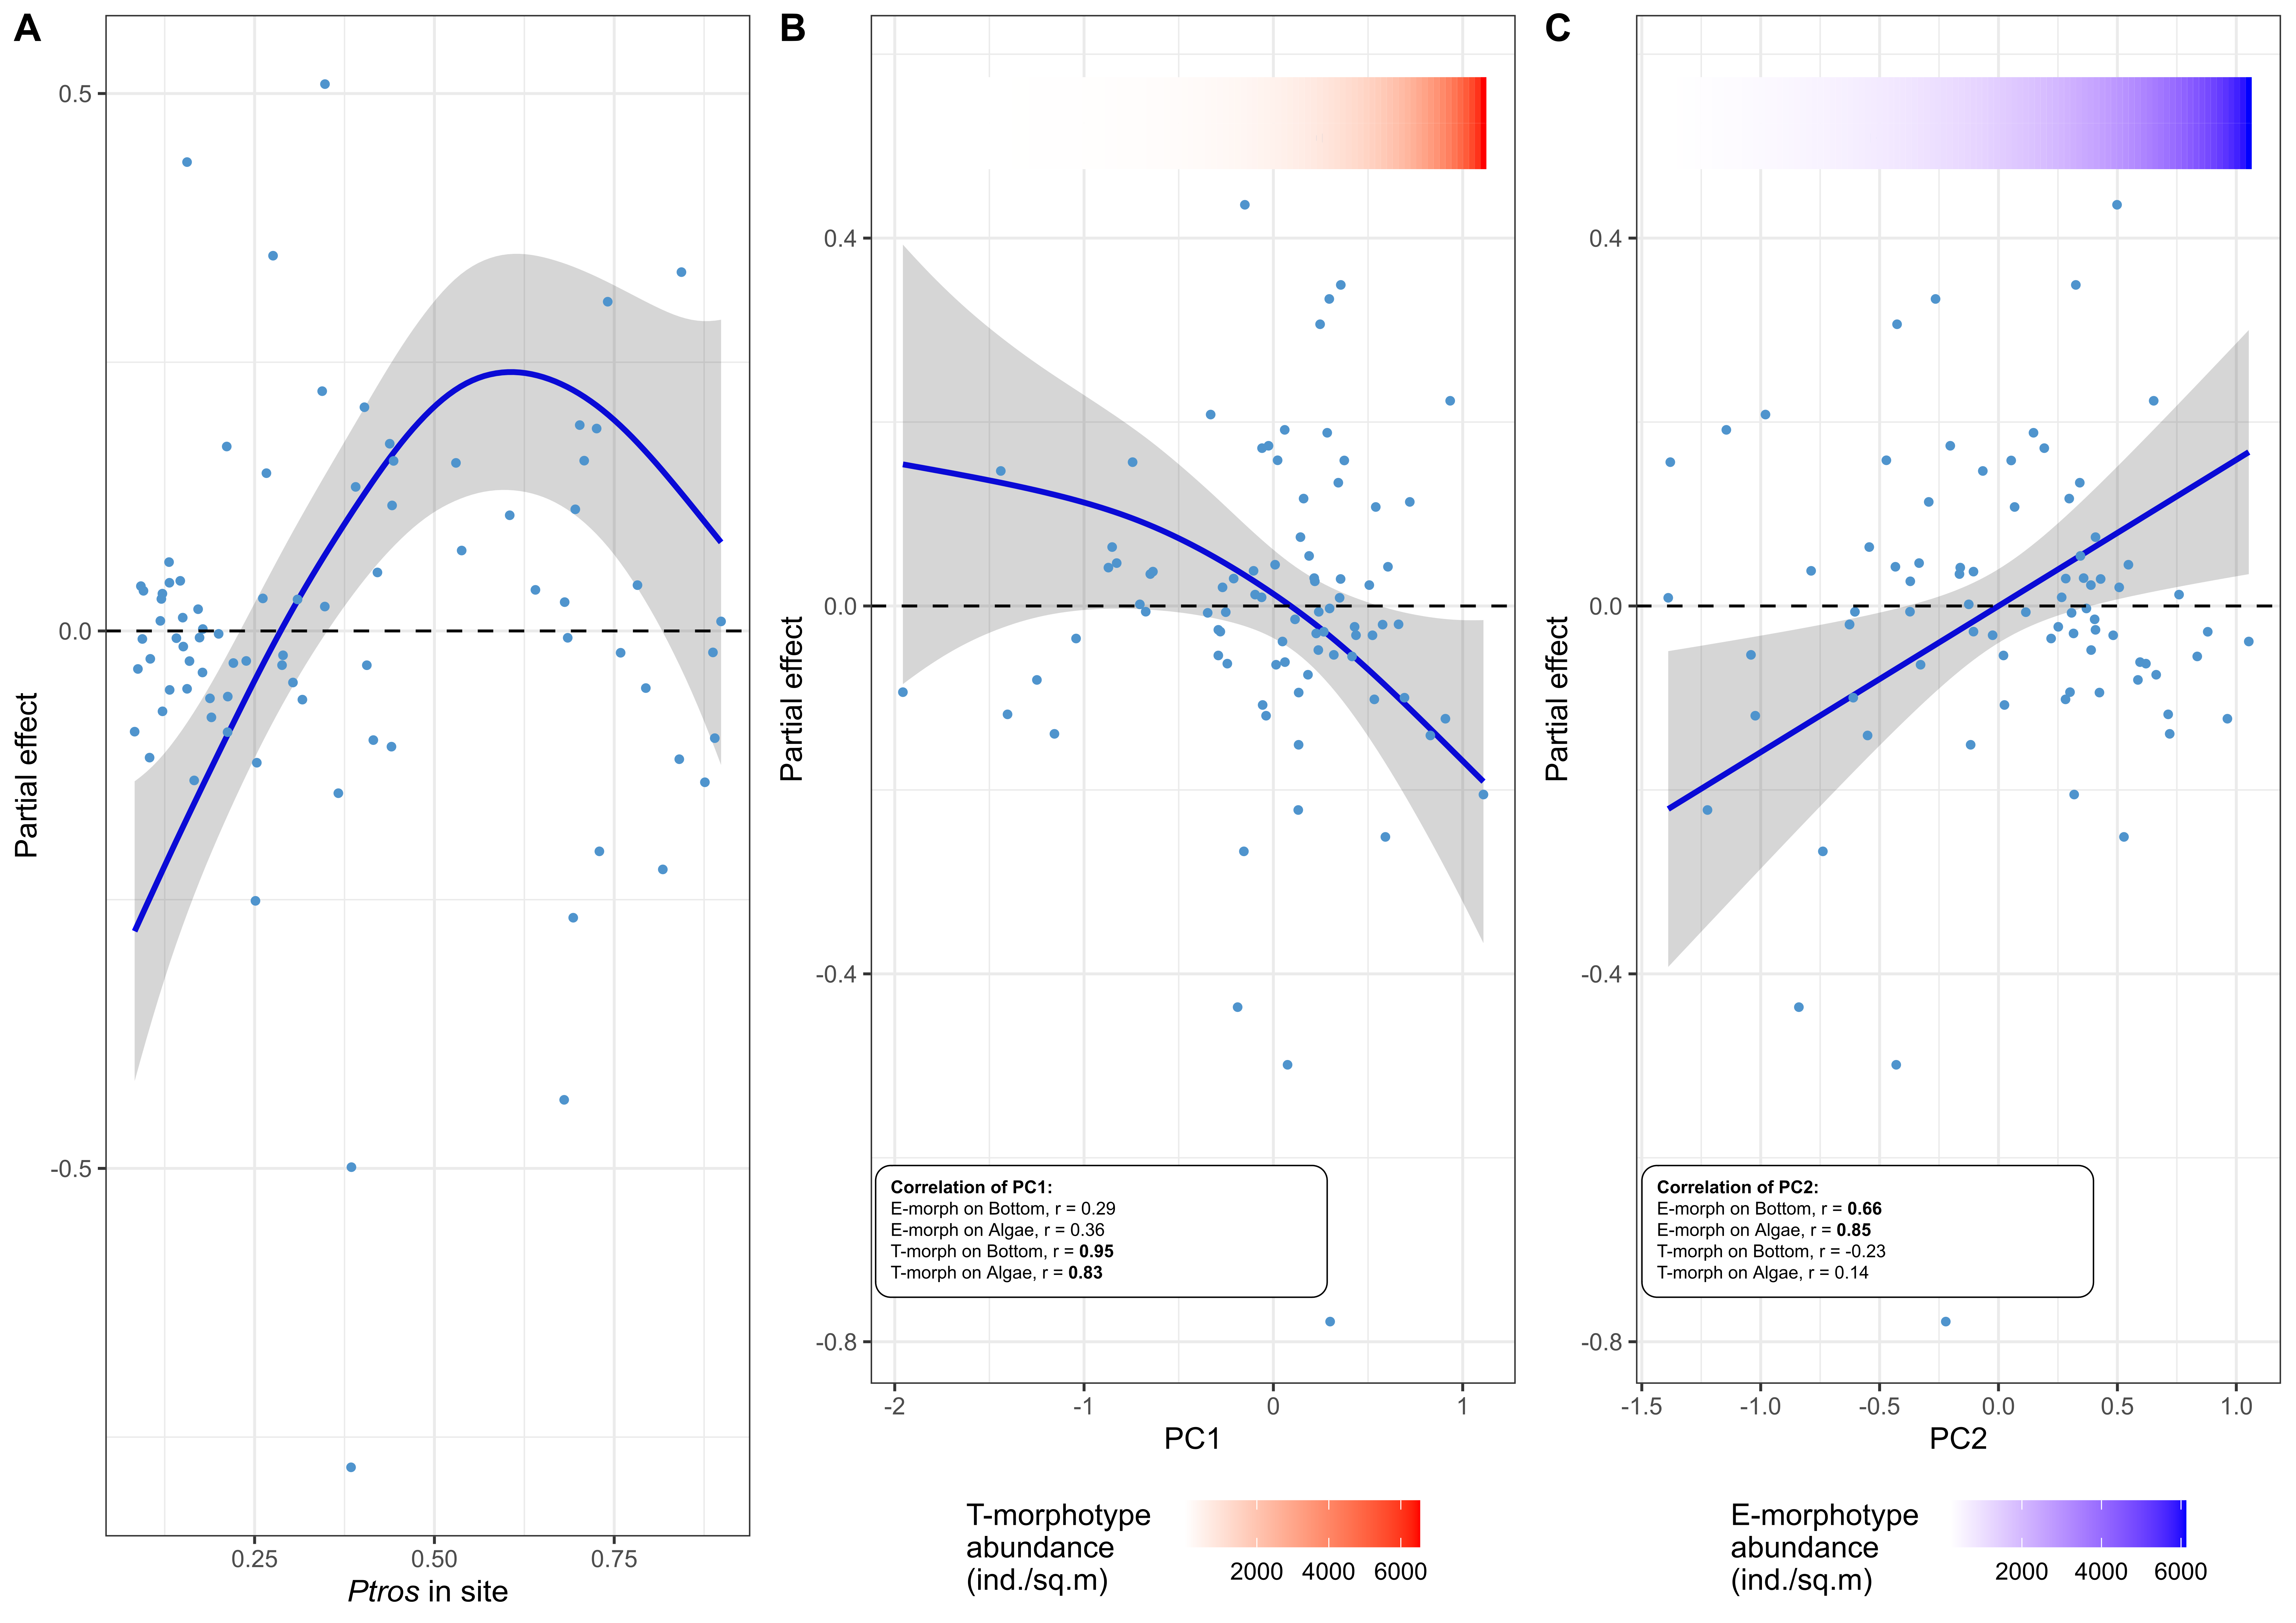 A
B
C
0.5
0.0
-0.5
Partial effect
0.25
0.50
0.75
Ptros in site
0.4
0.0
-0.4
-0.8
Partial effect
Correlation of PC1:
E-morph on Bottom, r = 0.29
E-morph on Algae, r = 0.36
T-morph on Bottom, r = 0.95
T-morph on Algae, r = 0.83
-2
-1
0
1
PC1
T-morphotype
abundance
(ind./sq.m)
2000
4000
6000
0.4
0.0
-0.4
-0.8
Partial effect
Correlation of PC2:
E-morph on Bottom, r = 0.66
E-morph on Algae, r = 0.85
T-morph on Bottom, r = -0.23
T-morph on Algae, r = 0.14
-1.5
-1.0
-0.5
0.0
0.5
1.0
PC2
E-morphotype
abundance
(ind./sq.m)
2000
4000
6000